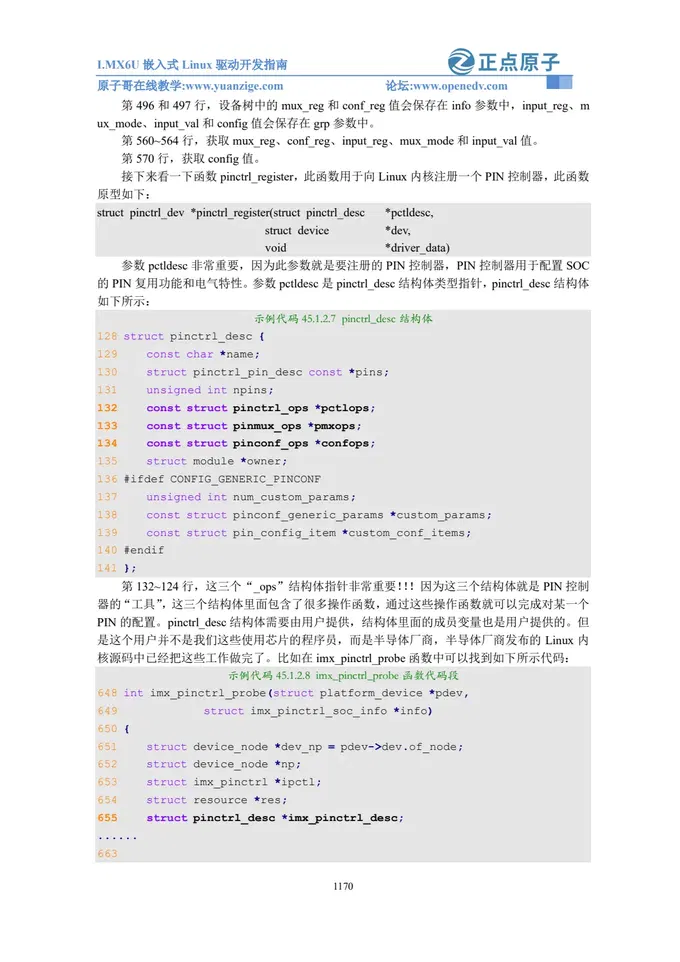 I.MX6U 嵌入式 Linux 驱动开发指南
正点原子
原子哥在线教学:www.yuanzige.com 论坛:www.openedv.com
第 496 和 497 行，设备树中的 mux_reg 和 conf_reg 值会保存在 info 参数中，input_reg、m
ux_mode、input_val 和 config 值会保存在 grp 参数中。
第 560~564 行，获取 mux_reg、conf_reg、input_reg、mux_mode 和 input_val 值。
第 570 行，获取 config 值。
接下来看一下函数 pinctrl_register，此函数用于向 Linux 内核注册一个 PIN 控制器，此函数
原型如下：
struct pinctrl_dev *pinctrl_register(struct pinctrl_desc *pctldesc,
struct device *dev,
void *driver_data)
参数 pctldesc 非常重要，因为此参数就是要注册的 PIN 控制器，PIN 控制器用于配置 SOC
的 PIN 复用功能和电气特性。参数 pctldesc 是 pinctrl_desc 结构体类型指针，pinctrl_desc 结构体
如下所示：
示例代码 45.1.2.7 pinctrl_desc 结构体
128 struct pinctrl_desc {
129 const char *name;
130 struct pinctrl_pin_desc const *pins;
131 unsigned int npins;
132 const struct pinctrl_ops *pctlops;
133 const struct pinmux_ops *pmxops;
134 const struct pinconf_ops *confops;
135 struct module *owner;
136 #ifdef CONFIG_GENERIC_PINCONF
137 unsigned int num_custom_params;
138 const struct pinconf_generic_params *custom_params;
139 const struct pin_config_item *custom_conf_items;
140 #endif
141 };
第 132~124 行，这三个“_ops”结构体指针非常重要！！！因为这三个结构体就是 PIN 控制
器的“工具”，这三个结构体里面包含了很多操作函数，通过这些操作函数就可以完成对某一个
PIN 的配置。pinctrl_desc 结构体需要由用户提供，结构体里面的成员变量也是用户提供的。但
是这个用户并不是我们这些使用芯片的程序员，而是半导体厂商，半导体厂商发布的 Linux 内
核源码中已经把这些工作做完了。比如在 imx_pinctrl_probe 函数中可以找到如下所示代码：
示例代码 45.1.2.8 imx_pinctrl_probe 函数代码段
648 int imx_pinctrl_probe(struct platform_device *pdev,
649 struct imx_pinctrl_soc_info *info)
650 {
651 struct device_node *dev_np = pdev->dev.of_node;
652 struct device_node *np;
653 struct imx_pinctrl *ipctl;
654 struct resource *res;
655 struct pinctrl_desc *imx_pinctrl_desc;
......
663
1170